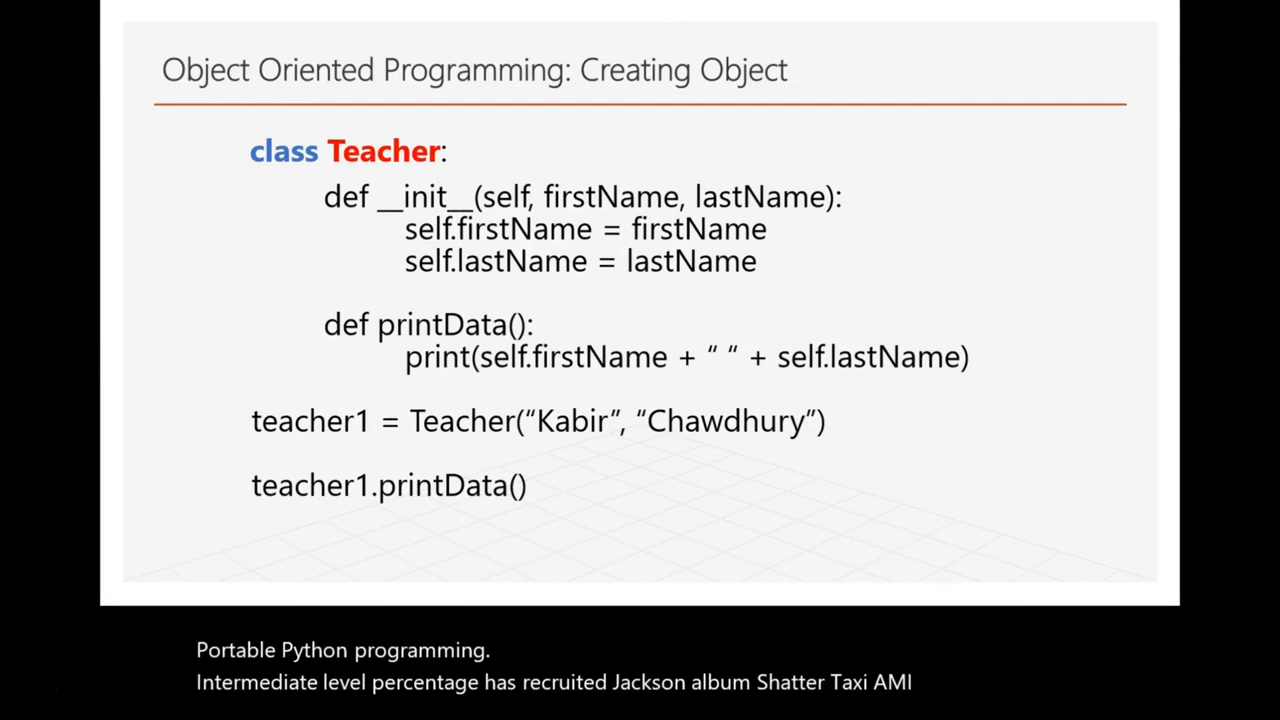 Object Oriented Programming: Creating Object
class Teacher:
def __init__(self, firstName, lastName):
self.firstName = firstName
self.lastName = lastName
def printData():
print(self.firstName + “ “ + self.lastName)
teacher1 = Teacher(“Kabir”, “Chawdhury”)
teacher1.printData()
Portable Python programming.
Intermediate level percentage has recruited Jackson album Shatter Taxi AMI